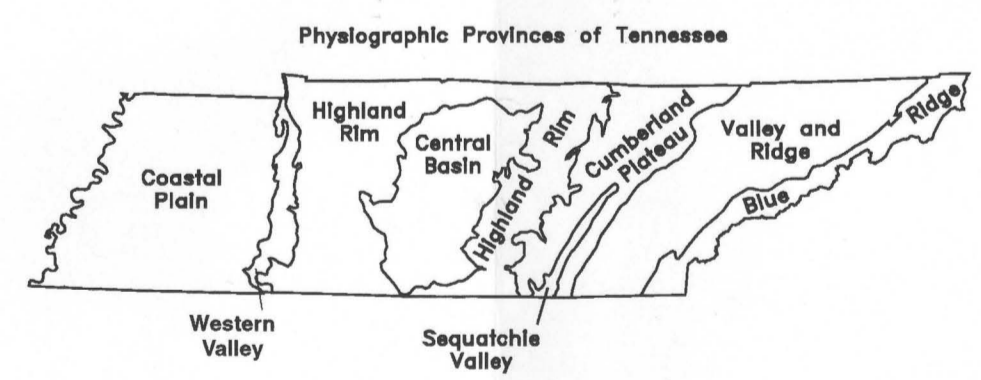 Physiographic Provinces of Tennessee
Highland
Rim
Central
Basin
Highland
Rim
Cumberland
Plateau
Valley and
Ridge
Blue
Ridge
Coastal
Plain
Western
Valley
Sequatchie
Valley